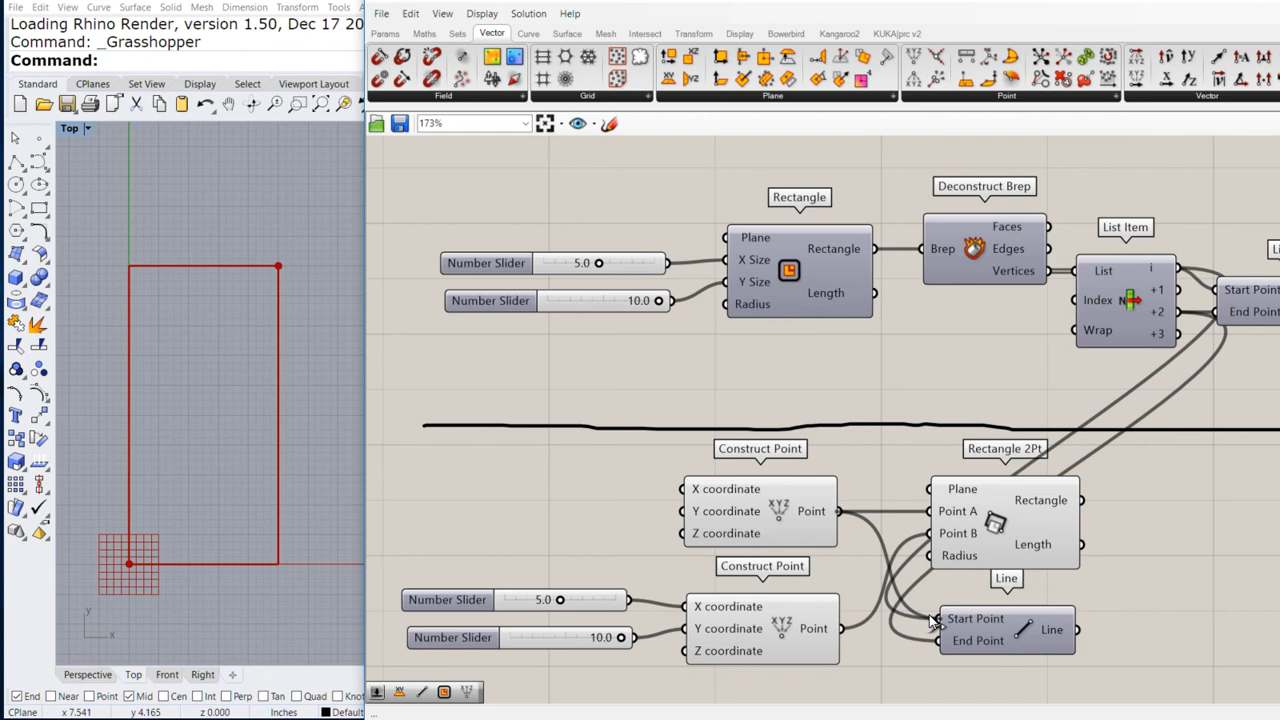 File Edit View Curve Surface Solid Mesh Dimension Transform Tools
Loading Rhino Render, version 1.50, Dec 17 20
Command: _Grasshopper
Command:
Standard CPlanes Set View Display Select Viewport Layout
Top
y
x
Perspective Top Front Right
End Near Point Mid Cen Int Perp Tan Quad Knot
CPlane x 7.541 y 4.165 z 0.000 Inches Default
File Edit View Display Solution Help
Params Maths Sets Vector Curve Surface Mesh Intersect Transform Display Bowerbird Kangaroo2 KUKA|prc v2
Field Grid Plane Point Vector
173%
Rectangle
Plane
X Size
Y Size
Radius
Rectangle
Length
Number Slider 5.0
Number Slider 10.0
Deconstruct Brep
Brep
Faces
Edges
Vertices
List Item
List
Index
Wrap
N
i
+1
+2
+3
Li
Start Point
End Point
Construct Point
X coordinate
Y coordinate
Z coordinate
XYZ
Point
Rectangle 2Pt
Plane
Point A
Point B
Radius
Rectangle
Length
Construct Point
Number Slider 5.0
Number Slider 10.0
X coordinate
Y coordinate
Z coordinate
XYZ
Point
Line
Start Point
End Point
Line
...